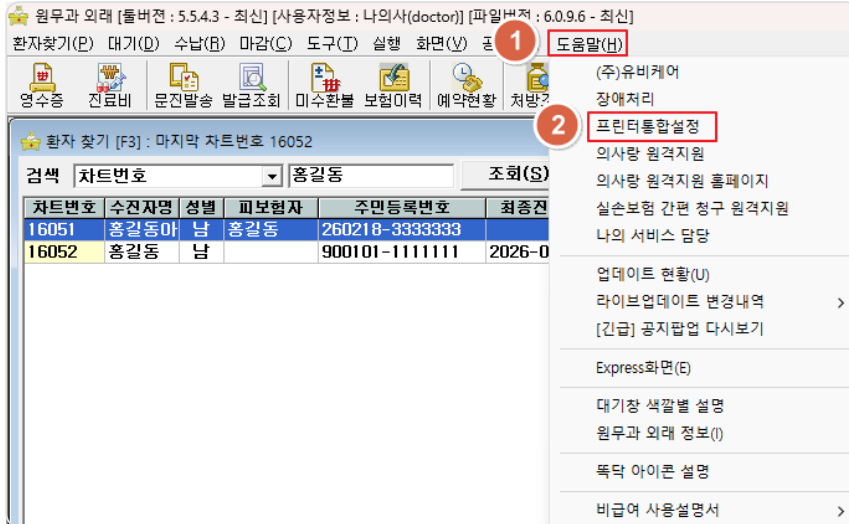 원무과 외래 [툴버젼 : 5.5.4.3 - 최신] [사용자정보 : 나의사(doctor)] [파일버전 : 6.0.9.6 - 최신]
환자찾기(P) 대기(D) 수납(R) 마감(C) 도구(T) 실행 화면(V) 1 도움말(H)
영수증 진료비 문진발송 발급조회 미수환불 보험이력 예약현황
(주)유비케어
장애처리
2 프린터통합설정
의사랑 원격지원
의사랑 원격지원 홈페이지
실손보험 간편 청구 원격지원
나의 서비스 담당
업데이트 현황(U)
라이브업데이트 변경내역 >
[긴급] 공지팝업 다시보기
Express화면(E)
대기창 색깔별 설명
원무과 외래 정보(I)
똑닥 아이콘 설명
비급여 사용설명서 >
환자 찾기 [F3] : 마지막 차트번호 16052
검색 차트번호 홍길동 조회(S)
차트번호 수진자명 성별 피보험자 주민등록번호 최종진
16051 홍길동아 남 홍길동 260218-3333333
16052 홍길동 남 900101-1111111 2026-0